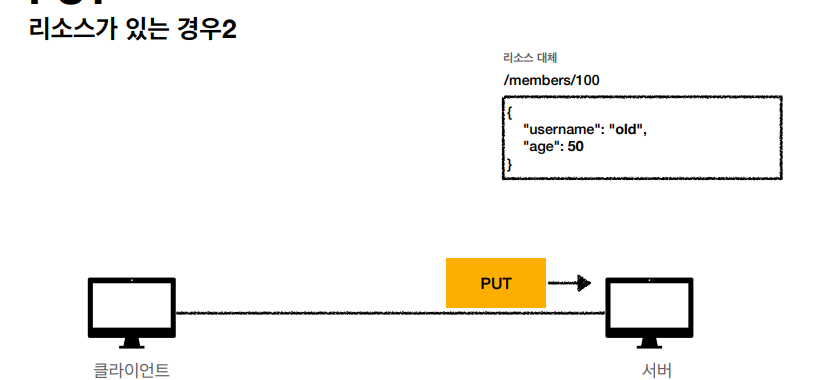 리소스가 있는 경우2
리소스 대체
/members/100
{
"username": "old",
"age": 50
}
PUT
클라이언트
서버